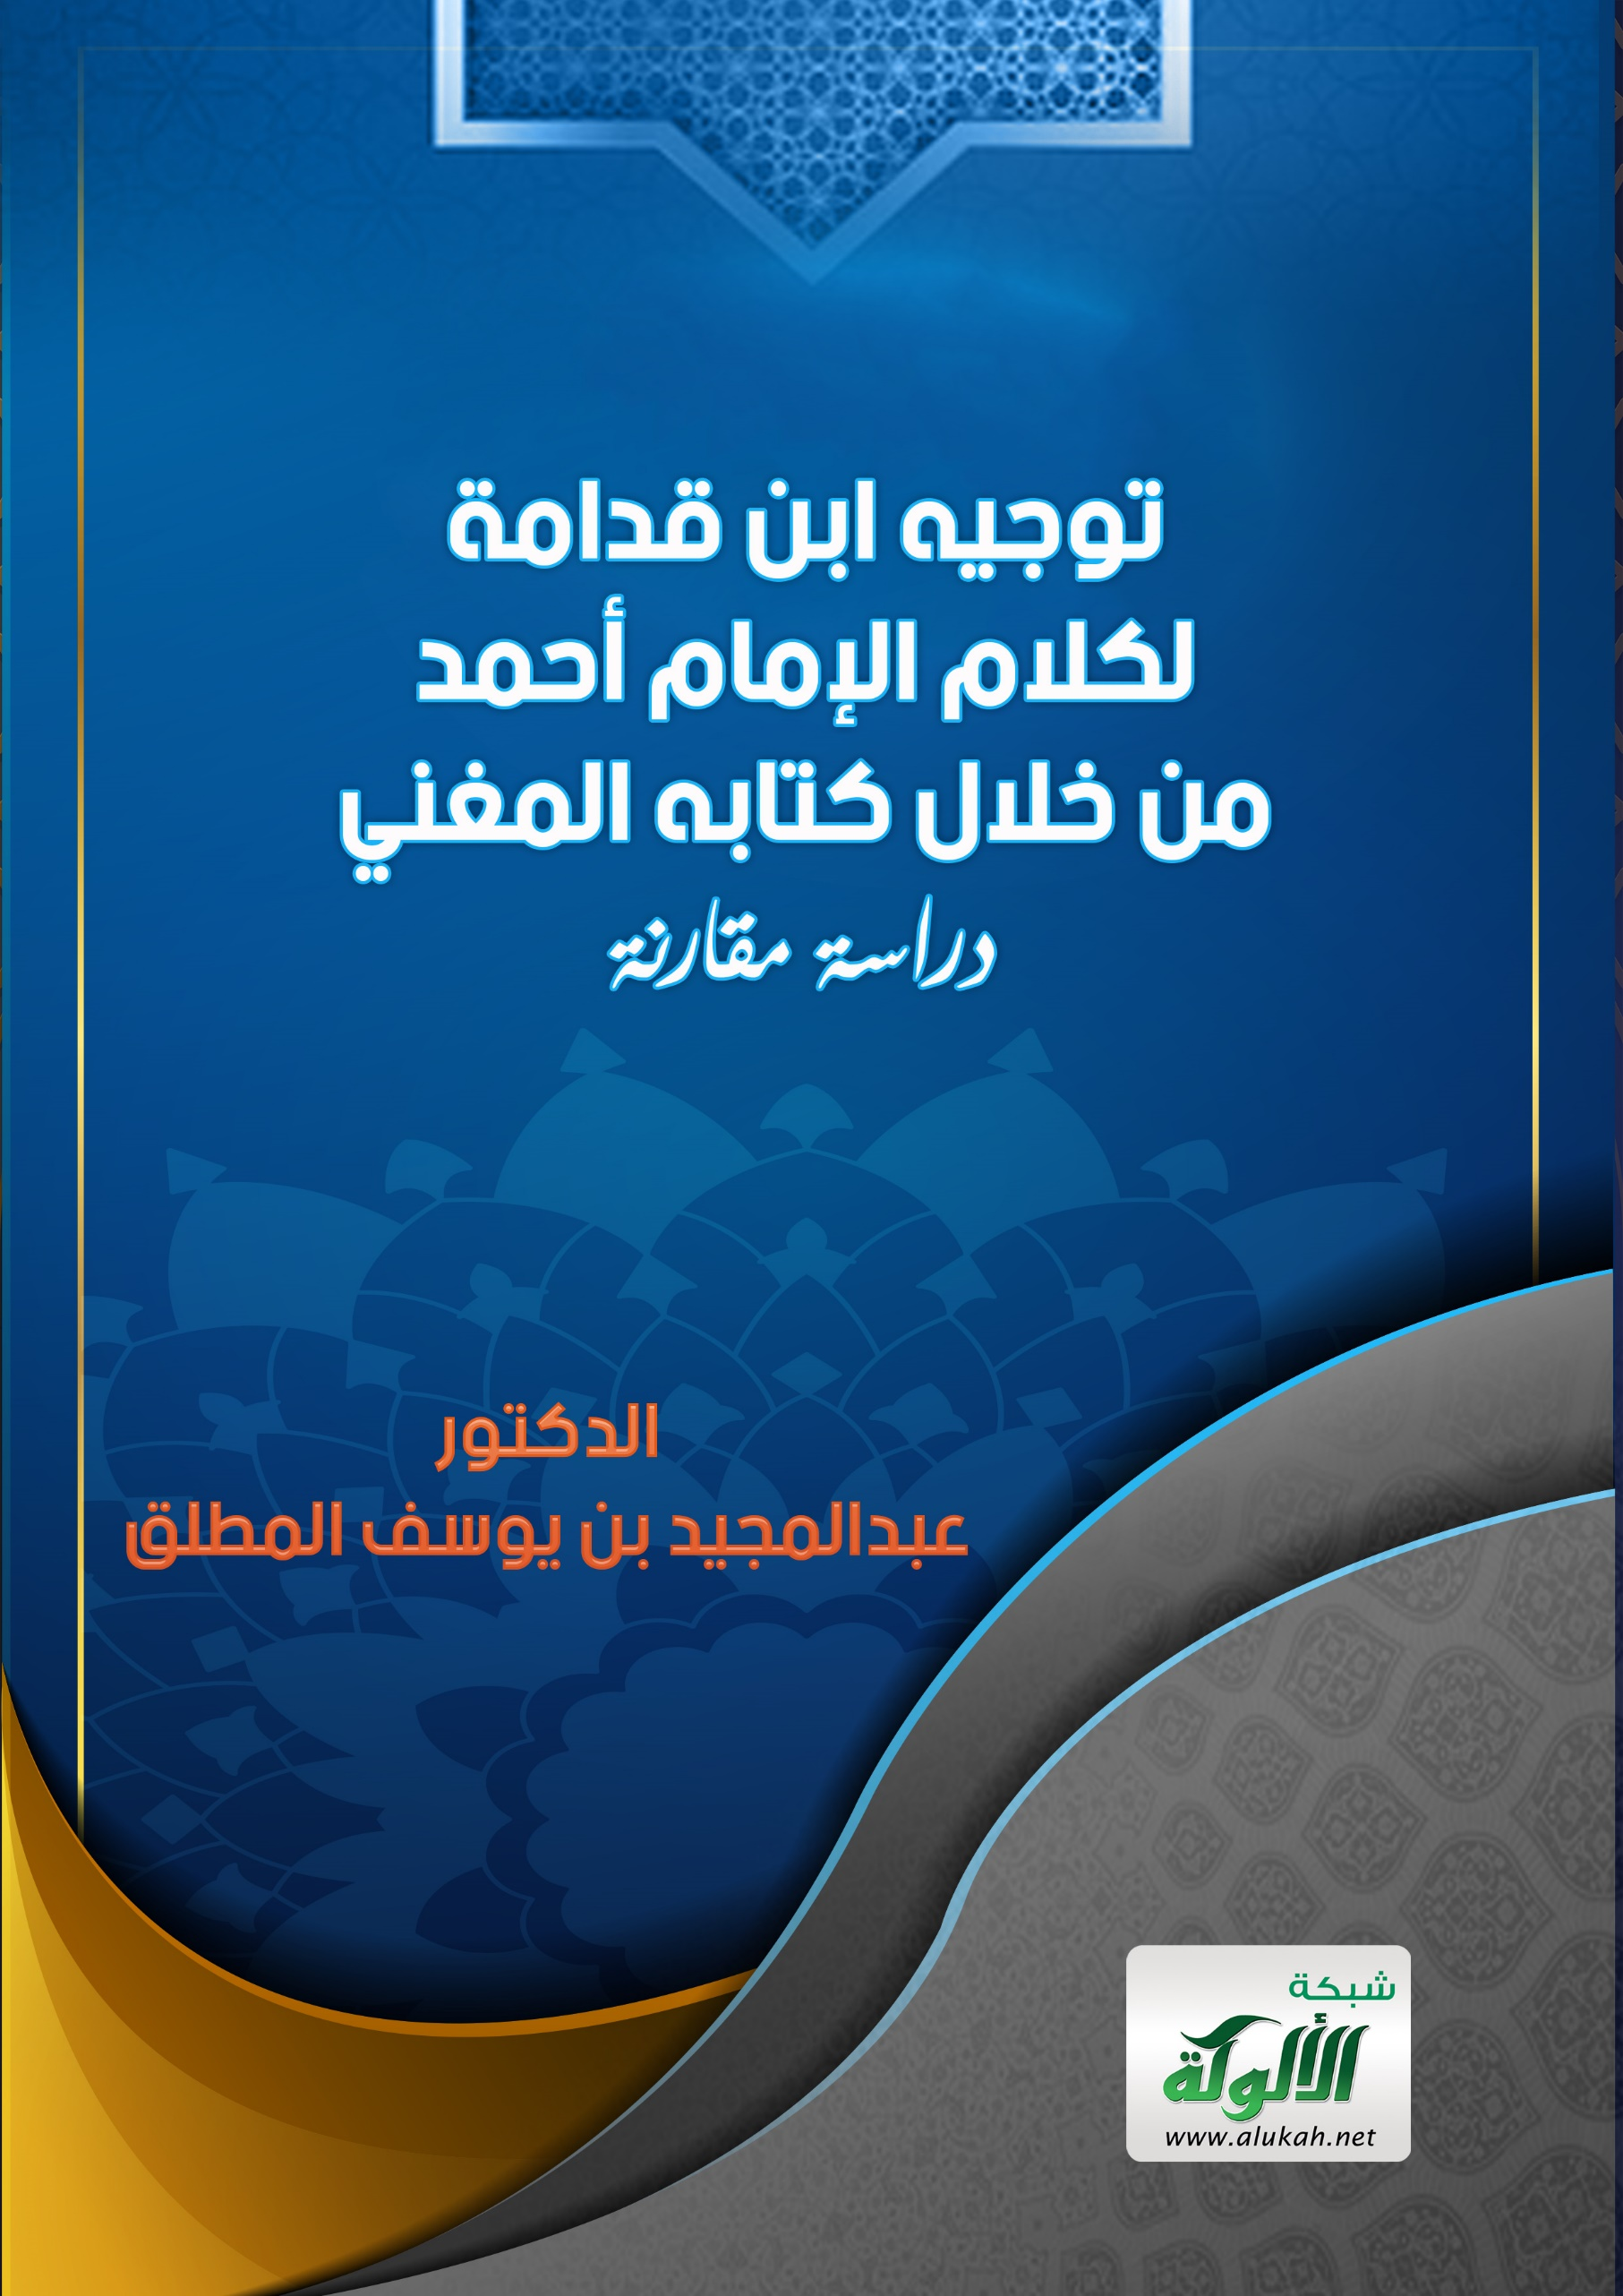 توجيه ابن قدامة
لكلام الإمام أحمد
من خلال كتابه المغني
دراسة مقارنة
الدكتور
عبدالمجيد بن يوسف المطلق
شبكة
الألوكة
www.alukah.net